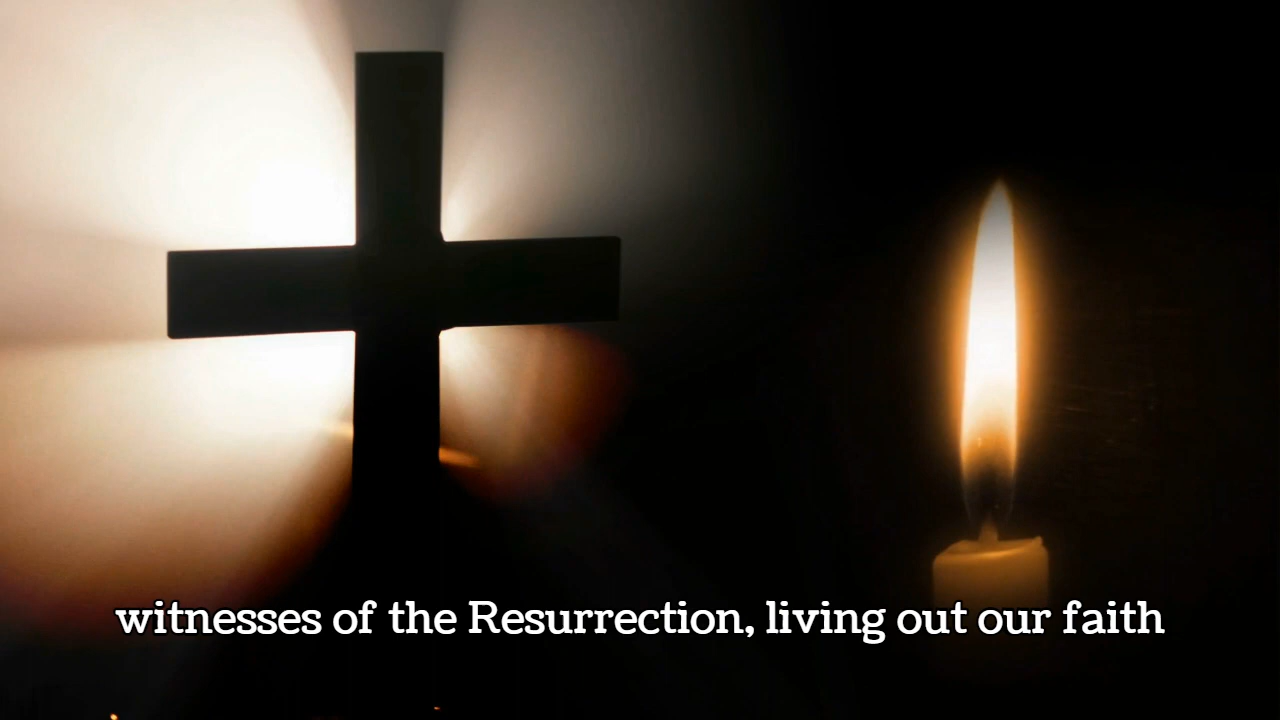 witnesses of the Resurrection, living out our faith